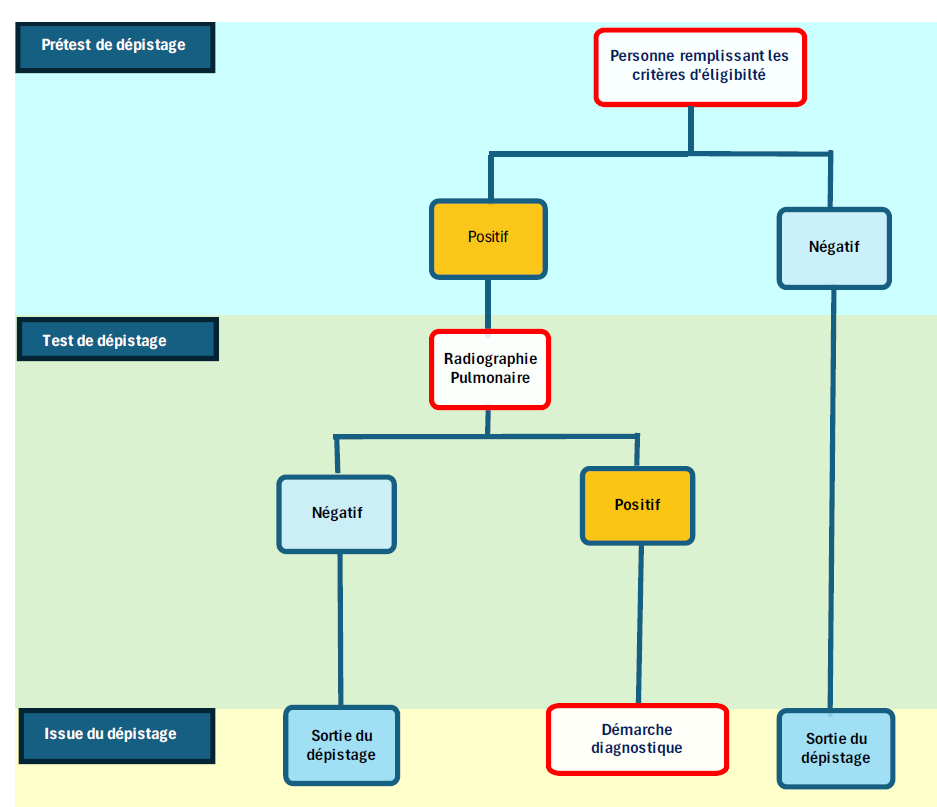 Prétest de dépistage
Personne remplissant les
critères d'éligibilté
Positif
Négatif
Test de dépistage
Radiographie
Pulmonaire
Négatif
Positif
Issue du dépistage
Sortie du
dépistage
Démarche
diagnostique
Sortie du
dépistage